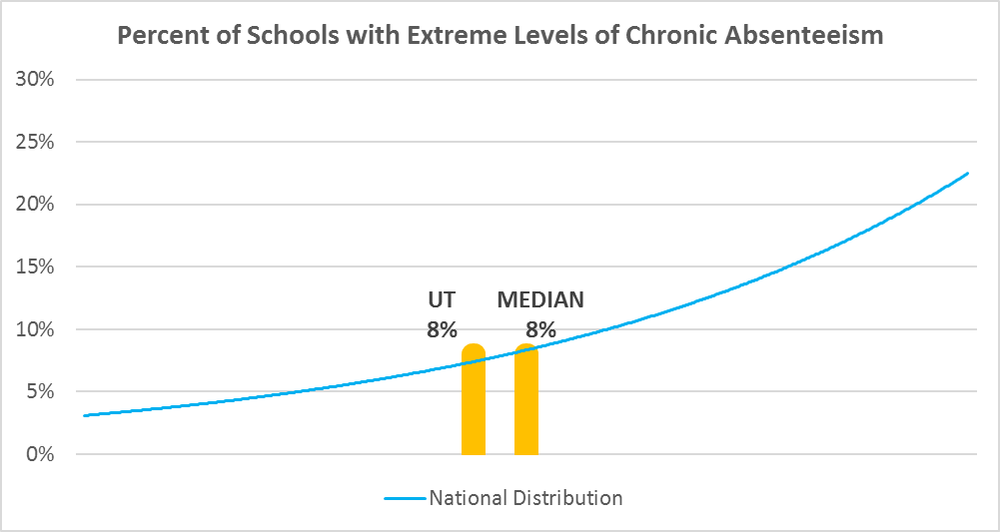 Percent of Schools with Extreme Levels of Chronic Absenteeism
30%
25%
20%
15%
10%
5%
0%
UT
8%
MEDIAN
8%
National Distribution